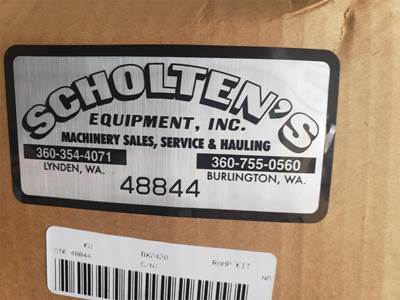 SCHOLTEN'S
EQUIPMENT, INC.
MACHINERY SALES, SERVICE & HAULING
360-354-4071 360-755-0560
LYNDEN, WA. BURLINGTON, WA.
48844
KU BX2420 RAMP KIT
STK 48844 S/N: NO